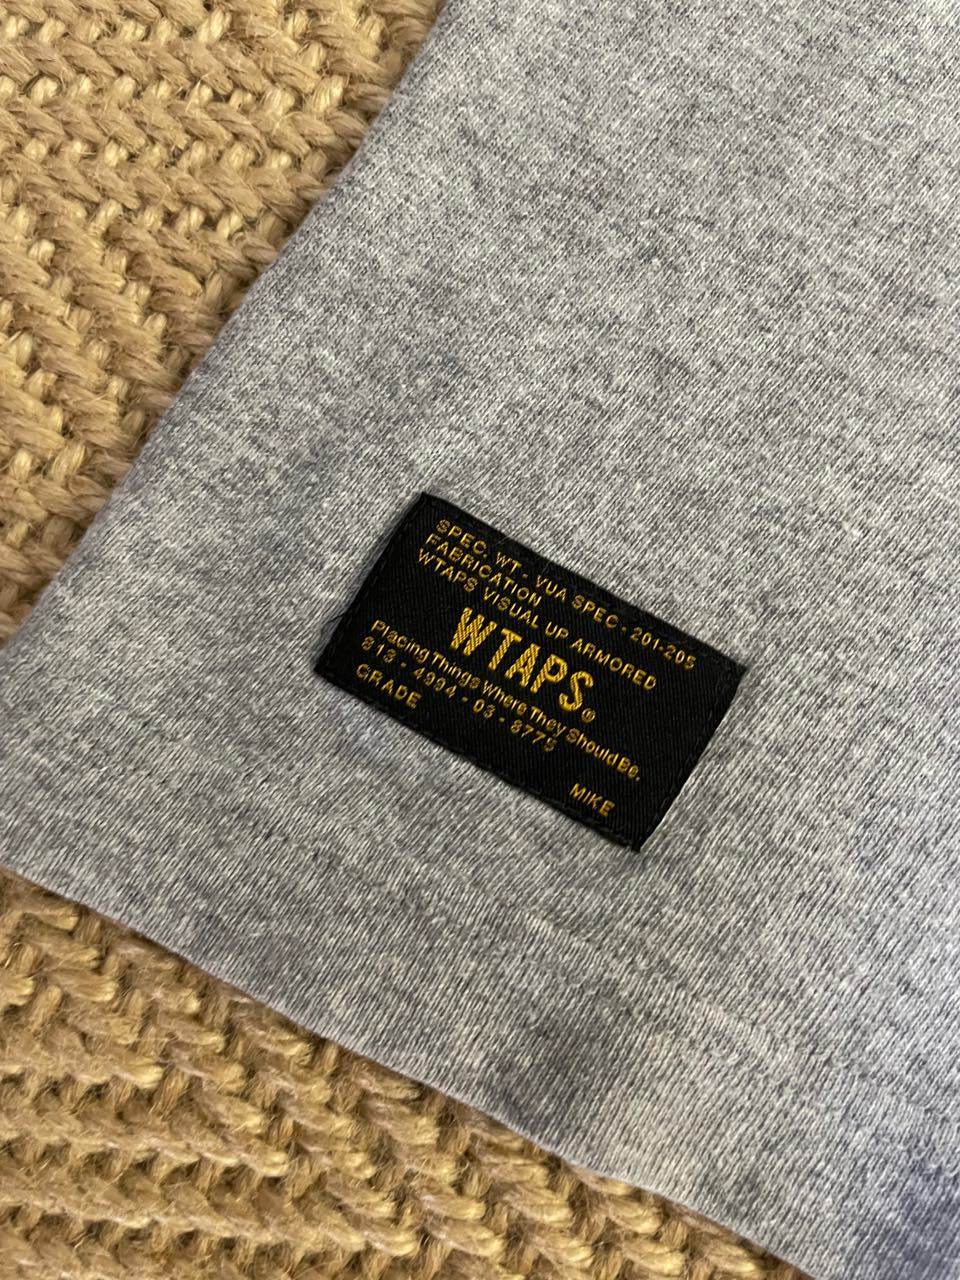 SPEC. WT - VUA SPEC - 201-205
FABRICATION
WTAPS VISUAL UP ARMORED
WTAPS®
Placing Things Where They Should Be.
813 - 4994 - 03 - 8775
GRADE
MIKE